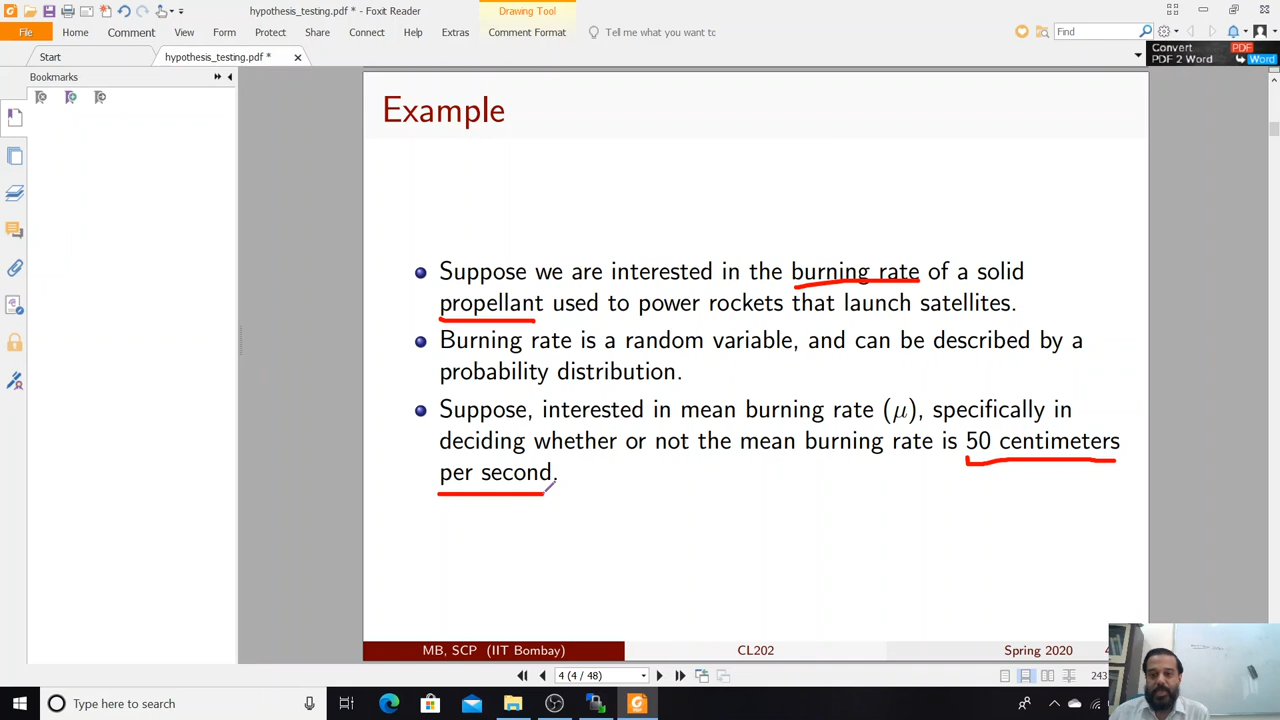 hypothesis_testing.pdf * - Foxit Reader
Drawing Tool
File
Home
Comment
View
Form
Protect
Share
Connect
Help
Extras
Comment Format
Tell me what you want tc
Find
Start
hypothesis_testing.pdf *
Convert PDF
PDF 2 Word
Word
Bookmarks
Example
Suppose we are interested in the burning rate of a solid
propellant used to power rockets that launch satellites.
Burning rate is a random variable, and can be described by a
probability distribution.
Suppose, interested in mean burning rate (μ), specifically in
deciding whether or not the mean burning rate is 50 centimeters
per second.
MB, SCP (IIT Bombay)
CL202
Spring 2020
4 (4 / 48)
243
Type here to search